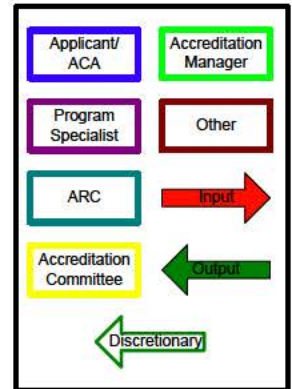 Applicant/
ACA
Accreditation
Manager
Program
Specialist
Other
ARC
Input
Accreditation
Committee
Output
Discretionary